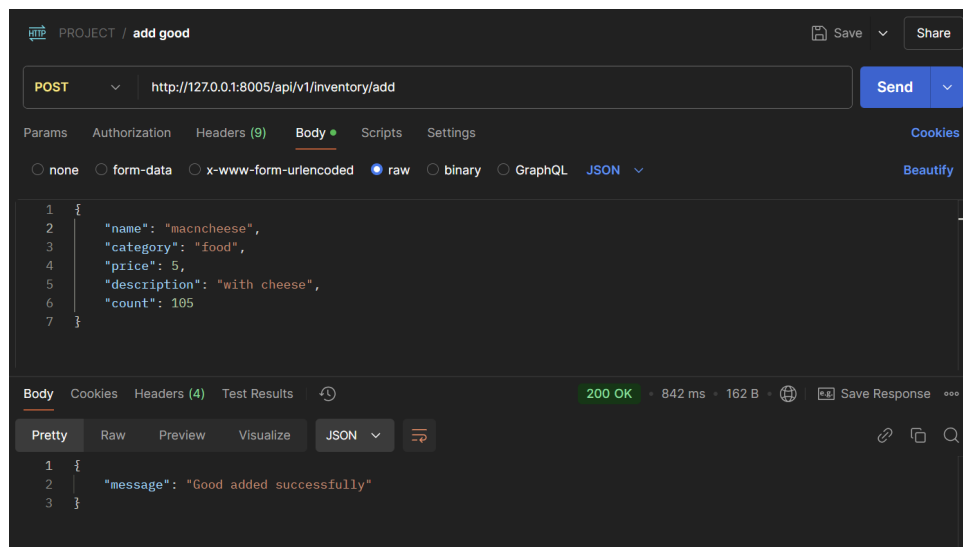 HTTP PROJECT / add good Save Share
POST http://127.0.0.1:8005/api/v1/inventory/add Send
Params Authorization Headers (9) Body Scripts Settings Cookies
none form-data x-www-form-urlencoded raw binary GraphQL JSON Beautify
1 {
2 "name": "macncheese",
3 "category": "food",
4 "price": 5,
5 "description": "with cheese",
6 "count": 105
7 }
Body Cookies Headers (4) Test Results 200 OK • 842 ms • 162 B • e.g. Save Response
Pretty Raw Preview Visualize JSON
1 {
2 "message": "Good added successfully"
3 }